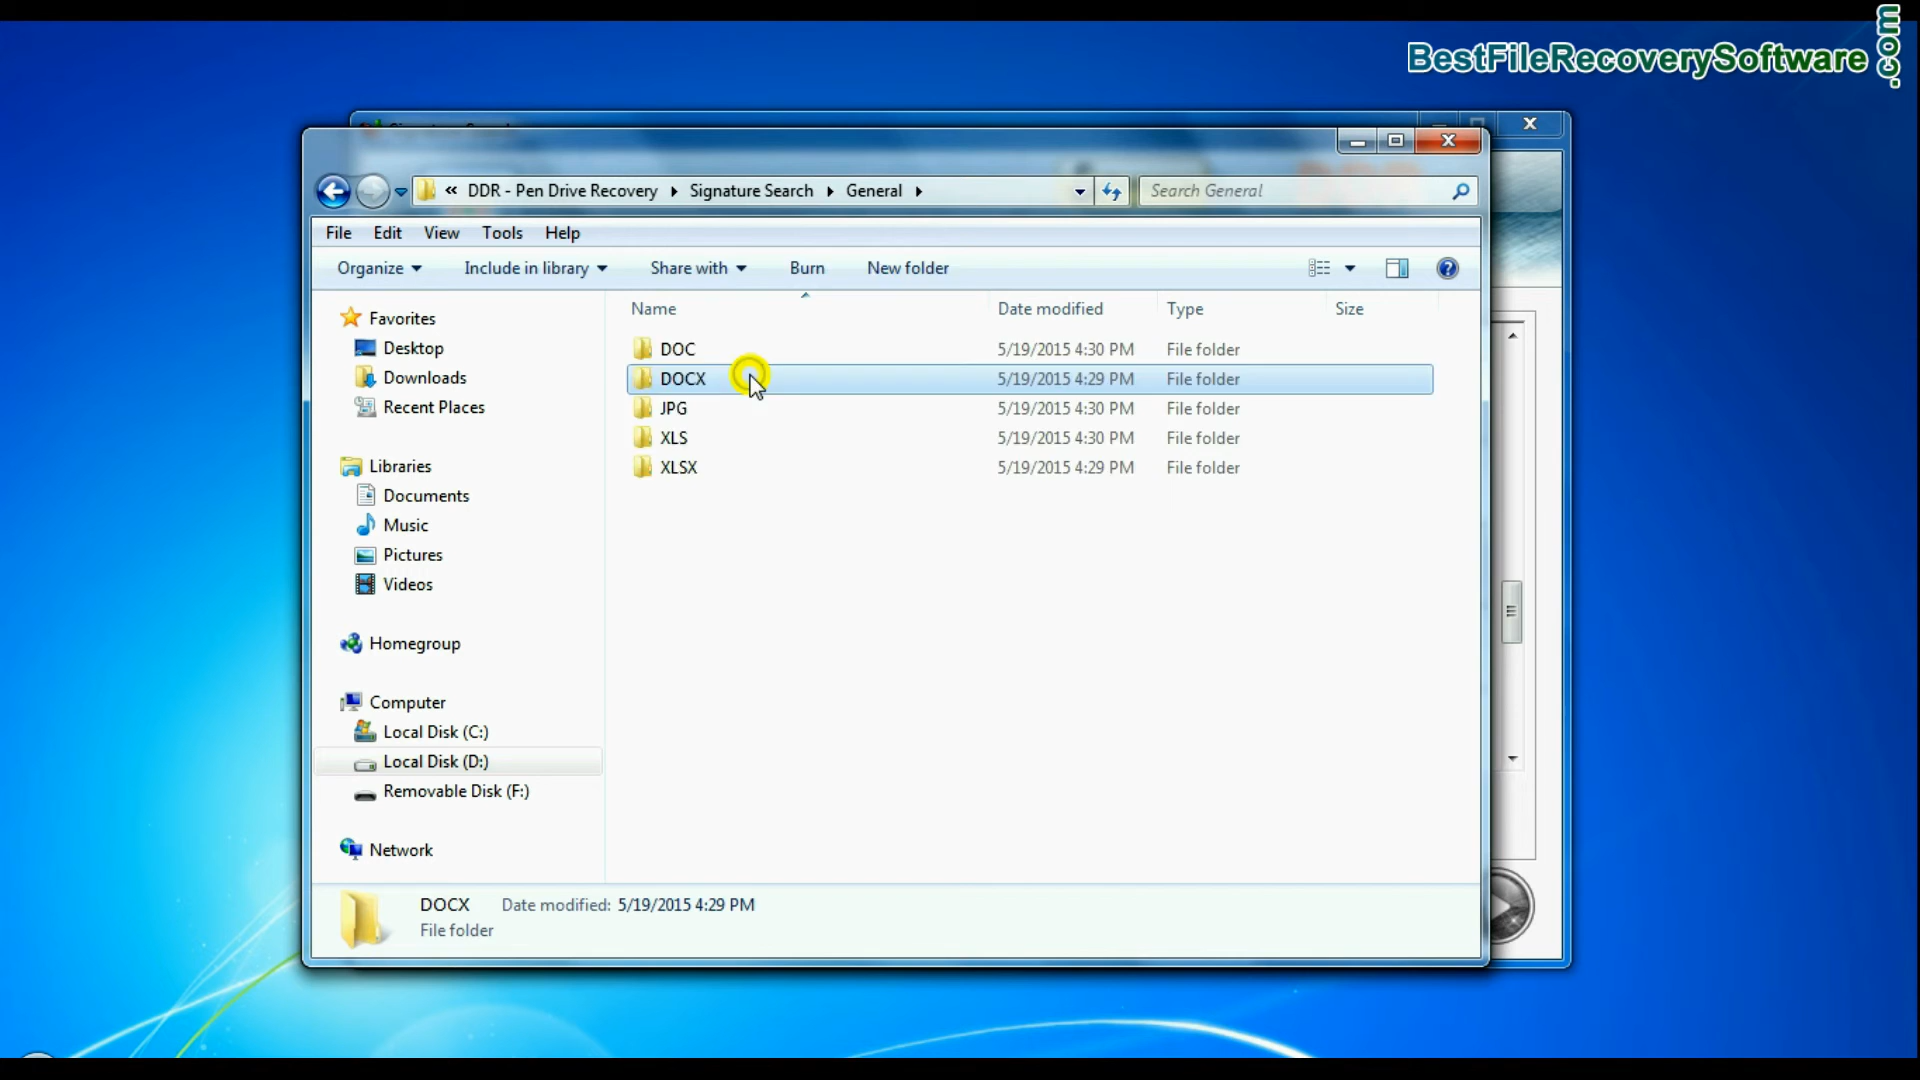 BestFileRecoverySoftware.com
« DDR - Pen Drive Recovery Signature Search General
Search General
File Edit View Tools Help
Organize Include in library Share with Burn New folder
Name Date modified Type Size
DOC 5/19/2015 4:30 PM File folder
DOCX 5/19/2015 4:29 PM File folder
JPG 5/19/2015 4:30 PM File folder
XLS 5/19/2015 4:30 PM File folder
XLSX 5/19/2015 4:29 PM File folder
Favorites
Desktop
Downloads
Recent Places
Libraries
Documents
Music
Pictures
Videos
Homegroup
Computer
Local Disk (C:)
Local Disk (D:)
Removable Disk (F:)
Network
DOCX Date modified: 5/19/2015 4:29 PM
File folder